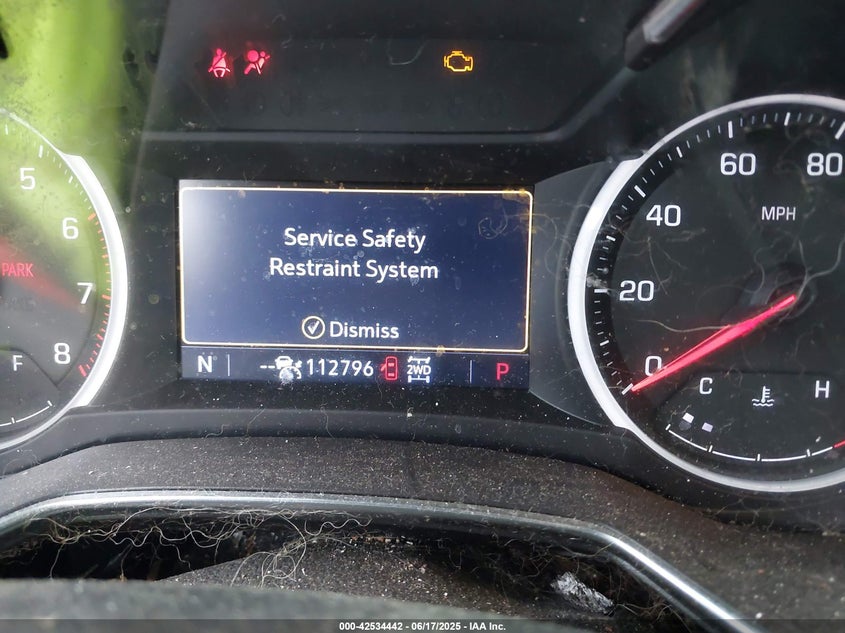 5
6
PARK
7
8
F
Service Safety
Restraint System
Dismiss
N
--
112796
2WD
P
0
20
40
60
80
MPH
C
H
000-42534442 - 06/17/2025 - IAA Inc.